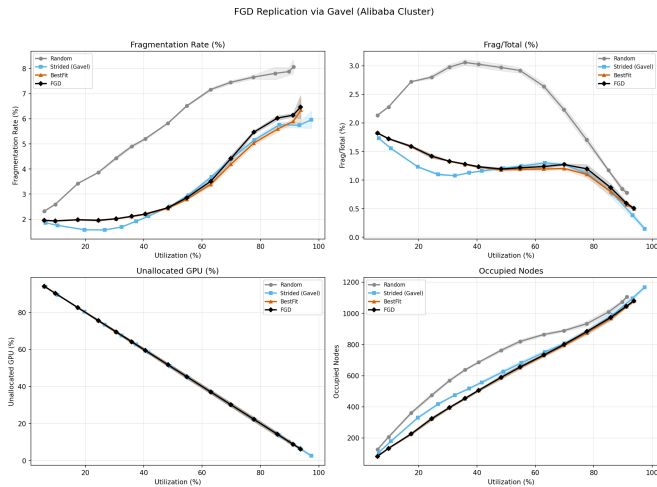 FGD Replication via Gavel (Alibaba Cluster)
Fragmentation Rate (%)
Random
Strided (Gavel)
BestFit
FGD
Fragmentation Rate (%)
8
7
6
5
4
3
2
20
40
60
80
100
Utilization (%)
Frag/Total (%)
Random
Strided (Gavel)
BestFit
FGD
Frag/Total (%)
3.0
2.5
2.0
1.5
1.0
0.5
0.0
20
40
60
80
100
Utilization (%)
Unallocated GPU (%)
Random
Strided (Gavel)
BestFit
FGD
Unallocated GPU (%)
80
60
40
20
0
20
40
60
80
100
Utilization (%)
Occupied Nodes
Random
Strided (Gavel)
BestFit
FGD
Occupied Nodes
1200
1000
800
600
400
200
20
40
60
80
100
Utilization (%)